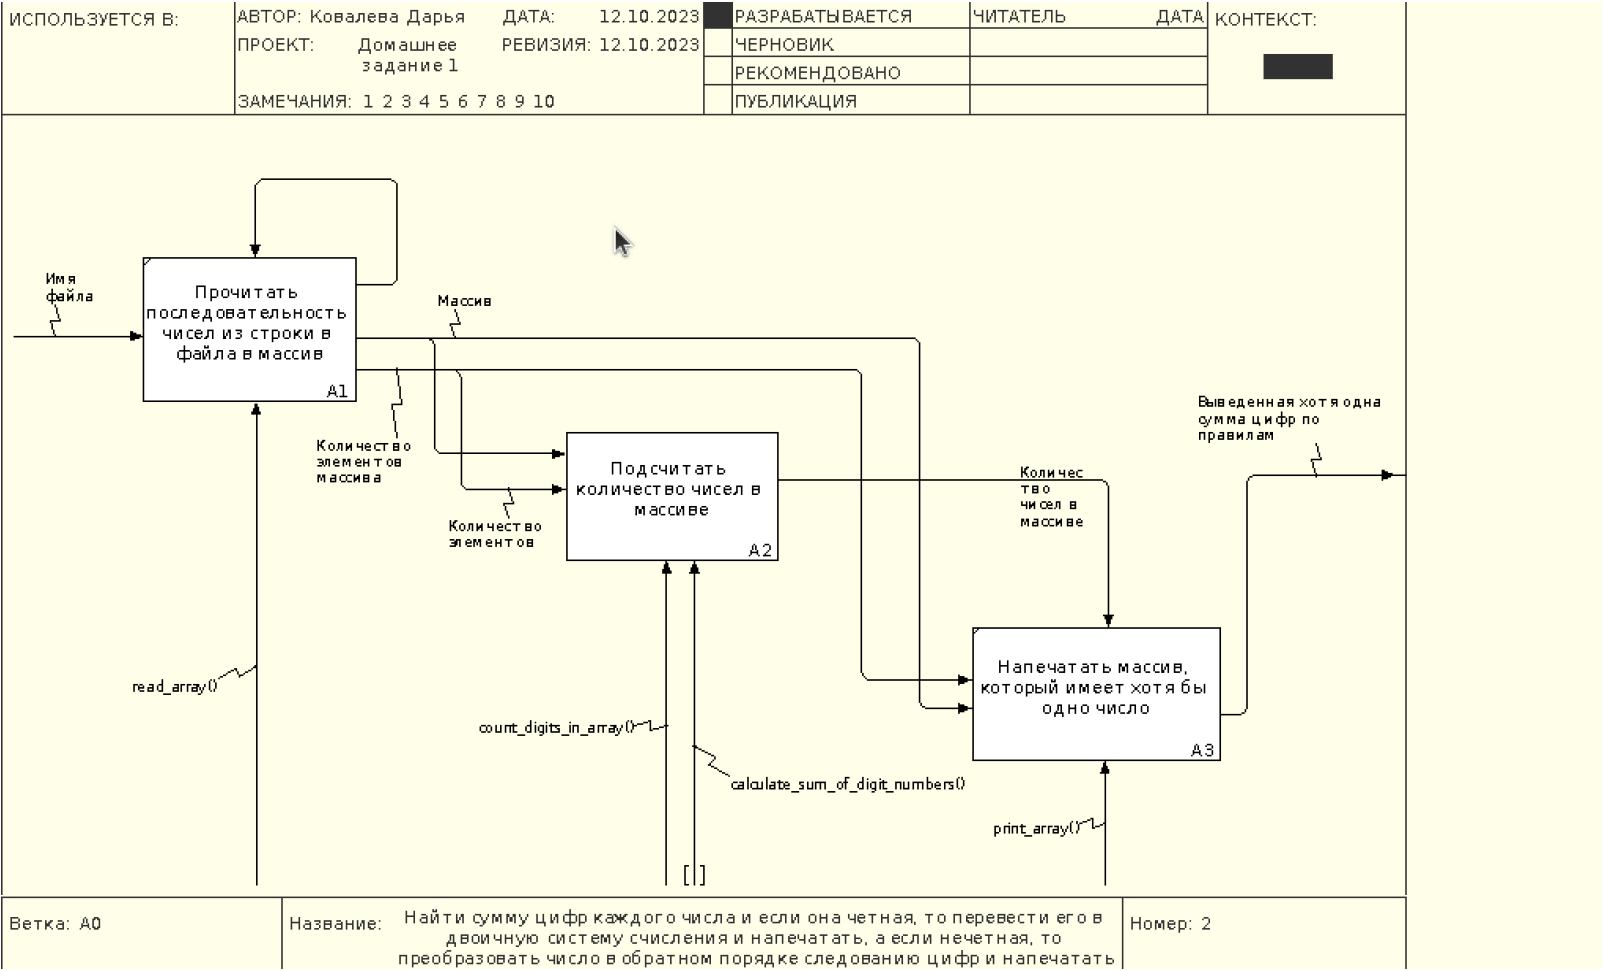 ИСПОЛЬЗУЕТСЯ В:
АВТОР: Ковалева Дарья ДАТА: 12.10.2023
ПРОЕКТ: Домашнее задание 1 РЕВИЗИЯ: 12.10.2023
ЗАМЕЧАНИЯ: 1 2 3 4 5 6 7 8 9 10
РАЗРАБАТЫВАЕТСЯ
ЧЕРНОВИК
РЕКОМЕНДОВАНО
ПУБЛИКАЦИЯ
ЧИТАТЕЛЬ ДАТА
КОНТЕКСТ:
Имя
файла
Прочитать
последовательность
чисел из строки в
файла в массив
A1
Массив
Количество
элементов
массива
Количество
элементов
Подсчитать
количество чисел в
массиве
A2
Количес
тво
чисел в
массиве
Выведенная хотя одна
сумма цифр по
правилам
Напечатать массив,
который имеет хотя бы
одно число
A3
read_array()
count_digits_in_array()
calculate_sum_of_digit_numbers()
print_array()
[ ]
Ветка: A0
Название: Найти сумму цифр каждого числа и если она четная, то перевести его в
двоичную систему счисления и напечатать, а если нечетная, то
преобразовать число в обратном порядке следованию цифр и напечатать
Номер: 2